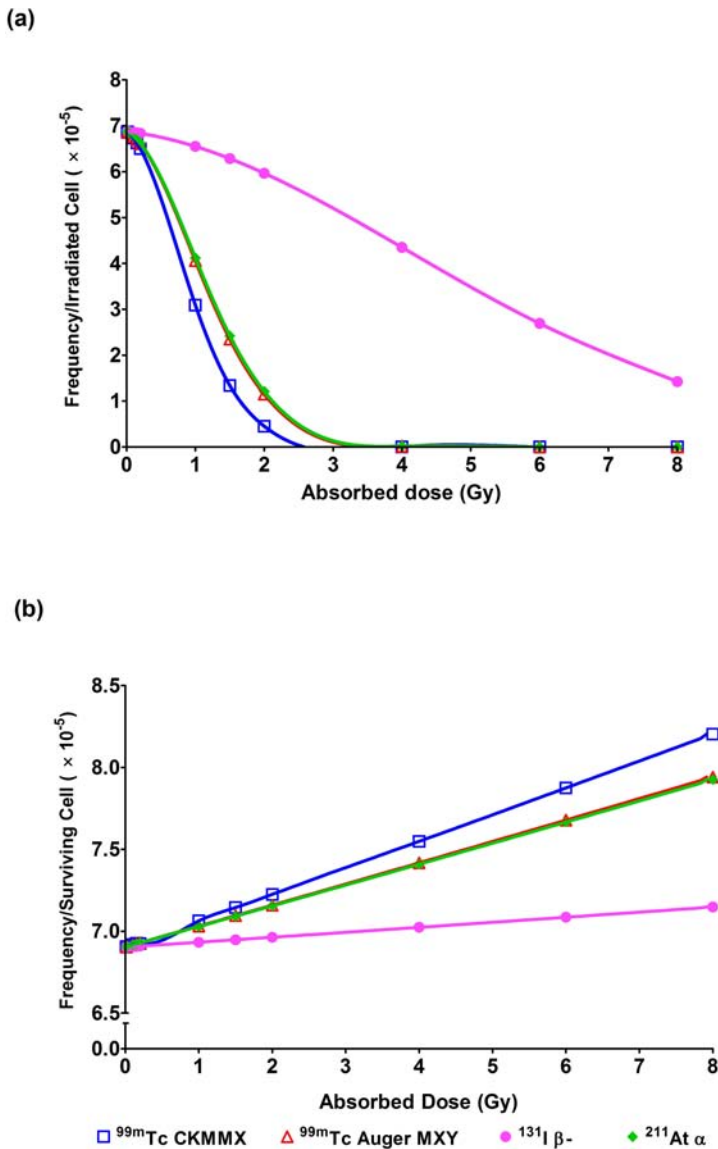 (a)
Frequency/Irradiated Cell ( × 10⁻⁵)
8
7
6
5
4
3
2
1
0
0 1 2 3 4 5 6 7 8
Absorbed dose (Gy)
(b)
Frequency/Surviving Cell ( × 10⁻⁵)
8.5
8.0
7.5
7.0
6.5
0.0
0 1 2 3 4 5 6 7 8
Absorbed Dose (Gy)
⁹⁹ᵐTc CKMMX ⁹⁹ᵐTc Auger MXY ¹³¹I β- ²¹¹At α